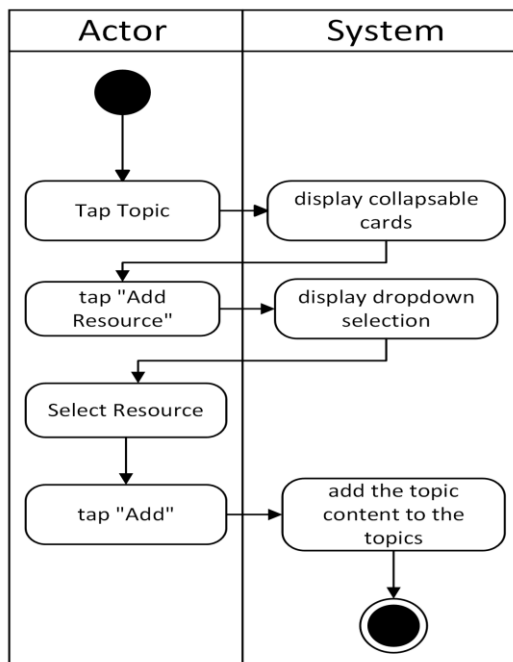 Actor
System
Tap Topic
display collapsable
cards
tap "Add
Resource"
display dropdown
selection
Select Resource
tap "Add"
add the topic
content to the
topics